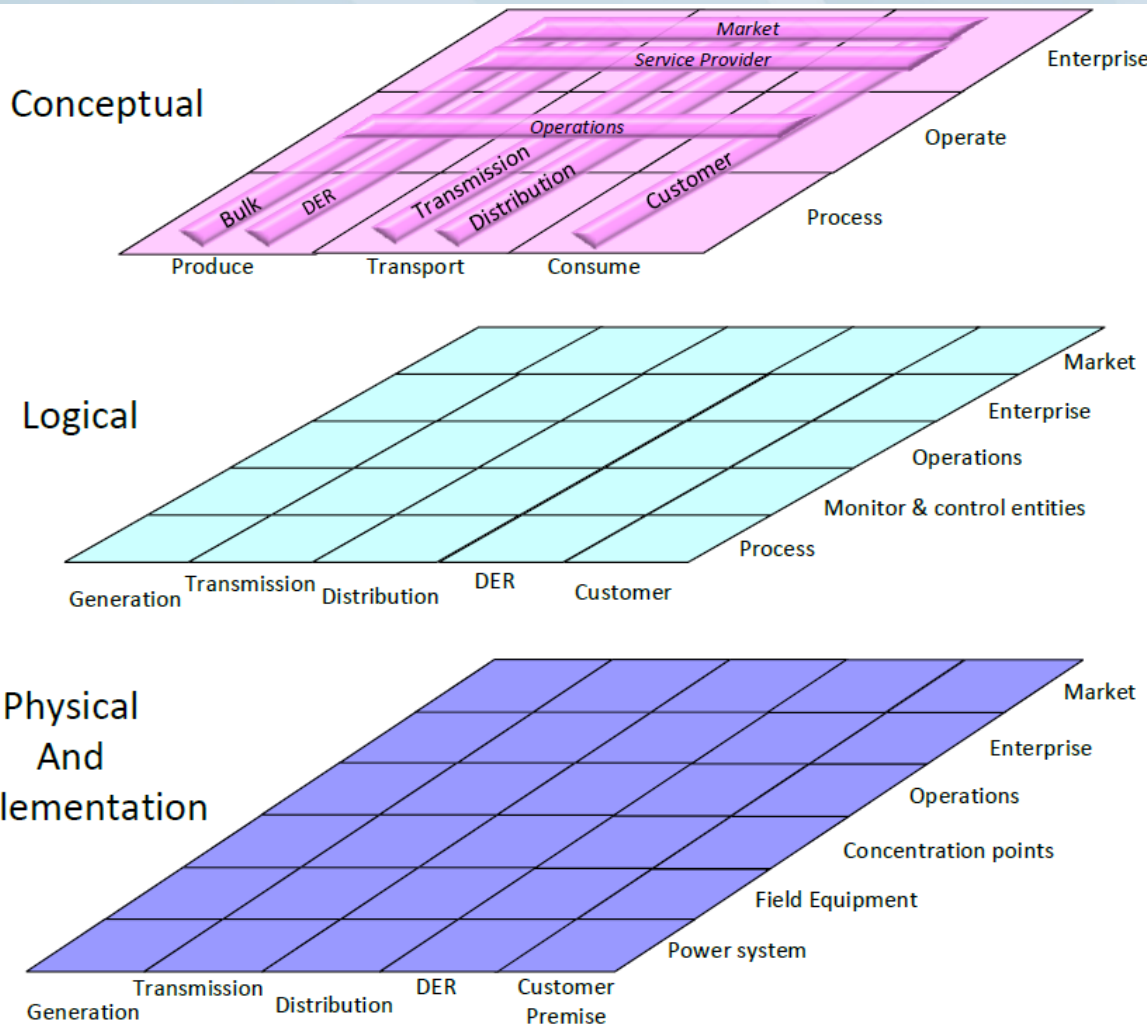 Market
Service Provider
Enterprise
Conceptual
Operations
Operate
Bulk
DER
Transmission
Distribution
Customer
Process
Produce
Transport
Consume
Logical
Market
Enterprise
Operations
Monitor & control entities
Process
Generation
Transmission
Distribution
DER
Customer
Physical
And
lementation
Market
Enterprise
Operations
Concentration points
Field Equipment
Power system
Generation
Transmission
Distribution
DER
Customer
Premise